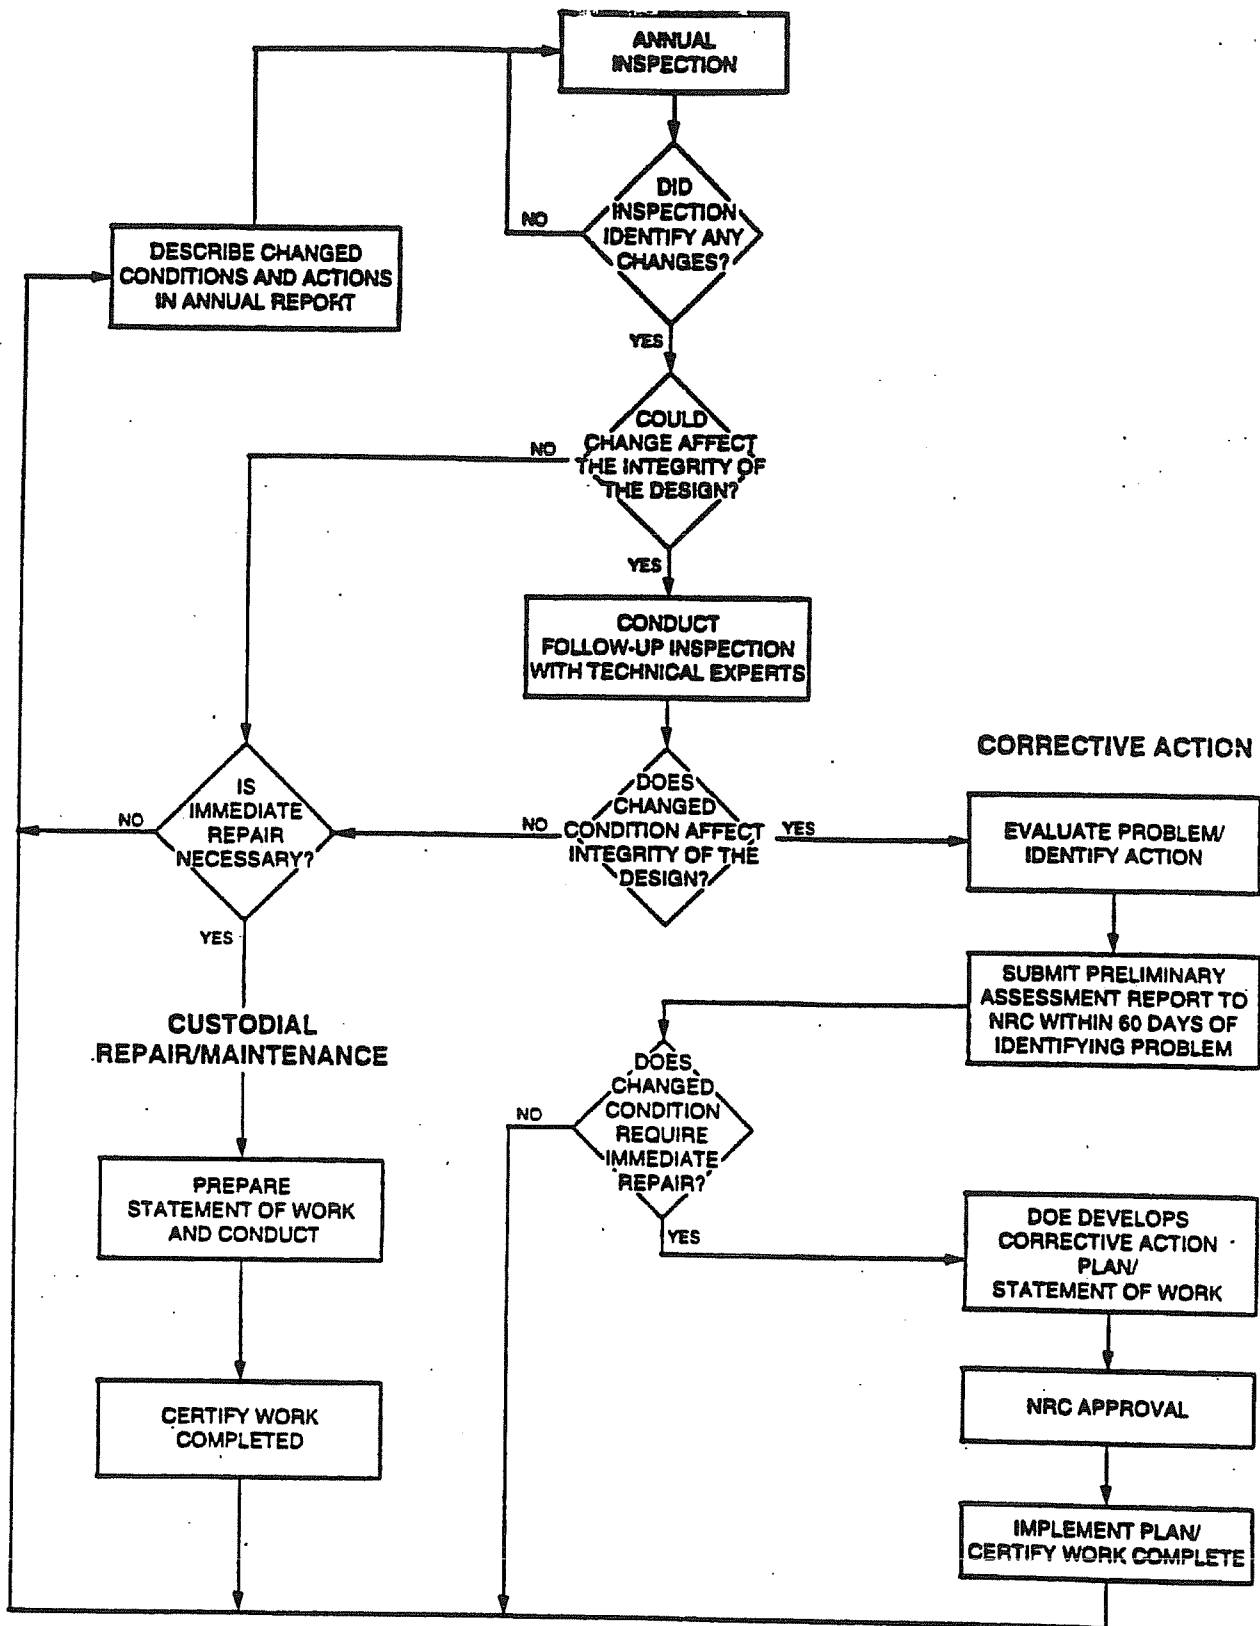 ANNUAL
INSPECTION
DID
INSPECTION
IDENTIFY ANY
CHANGES?
NO
DESCRIBE CHANGED
CONDITIONS AND ACTIONS
IN ANNUAL REPORT
YES
COULD
CHANGE AFFECT
THE INTEGRITY OF
THE DESIGN?
NO
YES
CONDUCT
FOLLOW-UP INSPECTION
WITH TECHNICAL EXPERTS
CORRECTIVE ACTION
IS
IMMEDIATE
REPAIR
NECESSARY?
NO
DOES
CHANGED
CONDITION AFFECT
INTEGRITY OF THE
DESIGN?
NO
YES
EVALUATE PROBLEM/
IDENTIFY ACTION
YES
SUBMIT PRELIMINARY
ASSESSMENT REPORT TO
NRC WITHIN 60 DAYS OF
IDENTIFYING PROBLEM
CUSTODIAL
REPAIR/MAINTENANCE
DOES
CHANGED
CONDITION
REQUIRE
IMMEDIATE
REPAIR?
NO
YES
PREPARE
STATEMENT OF WORK
AND CONDUCT
DOE DEVELOPS
CORRECTIVE ACTION
PLAN/
STATEMENT OF WORK
CERTIFY WORK
COMPLETED
NRC APPROVAL
IMPLEMENT PLAN/
CERTIFY WORK COMPLETE